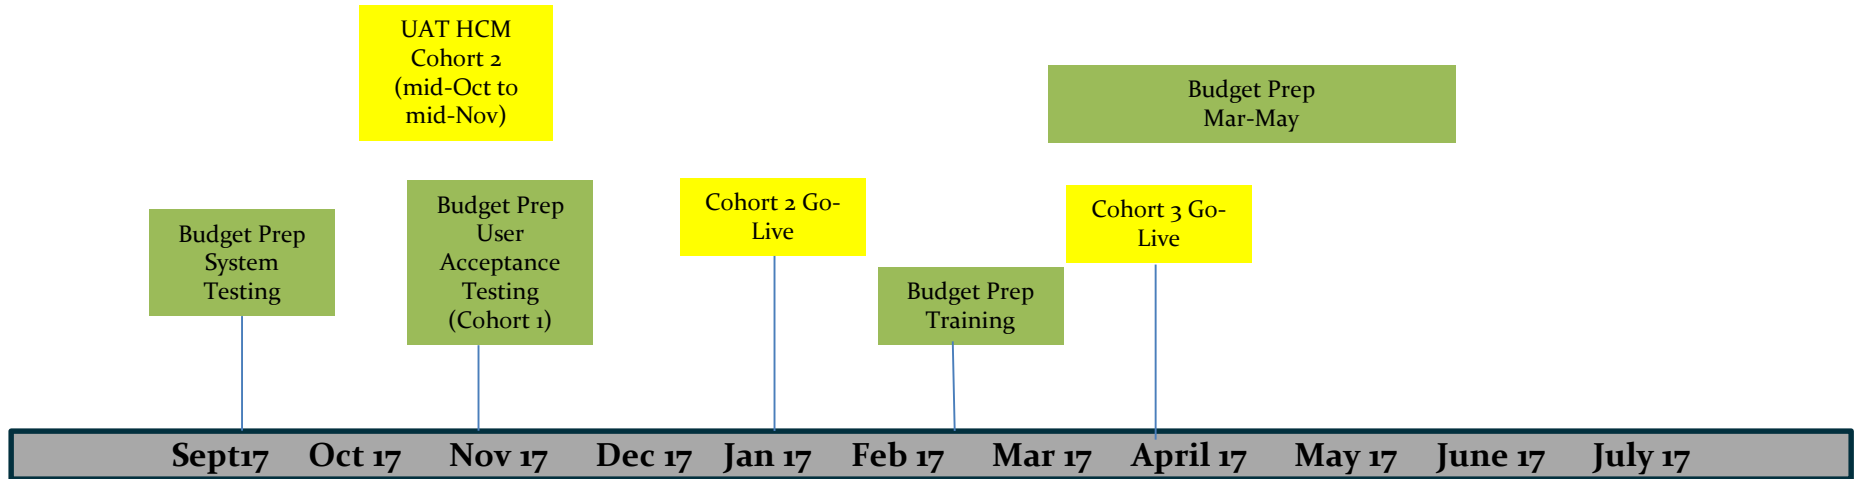 UAT HCM
Cohort 2
(mid-Oct to
mid-Nov)
Budget Prep
Mar-May
Budget Prep
System
Testing
Budget Prep
User
Acceptance
Testing
(Cohort 1)
Cohort 2 Go-
Live
Budget Prep
Training
Cohort 3 Go-
Live
Sept17 Oct 17 Nov 17 Dec 17 Jan 17 Feb 17 Mar 17 April 17 May 17 June 17 July 17